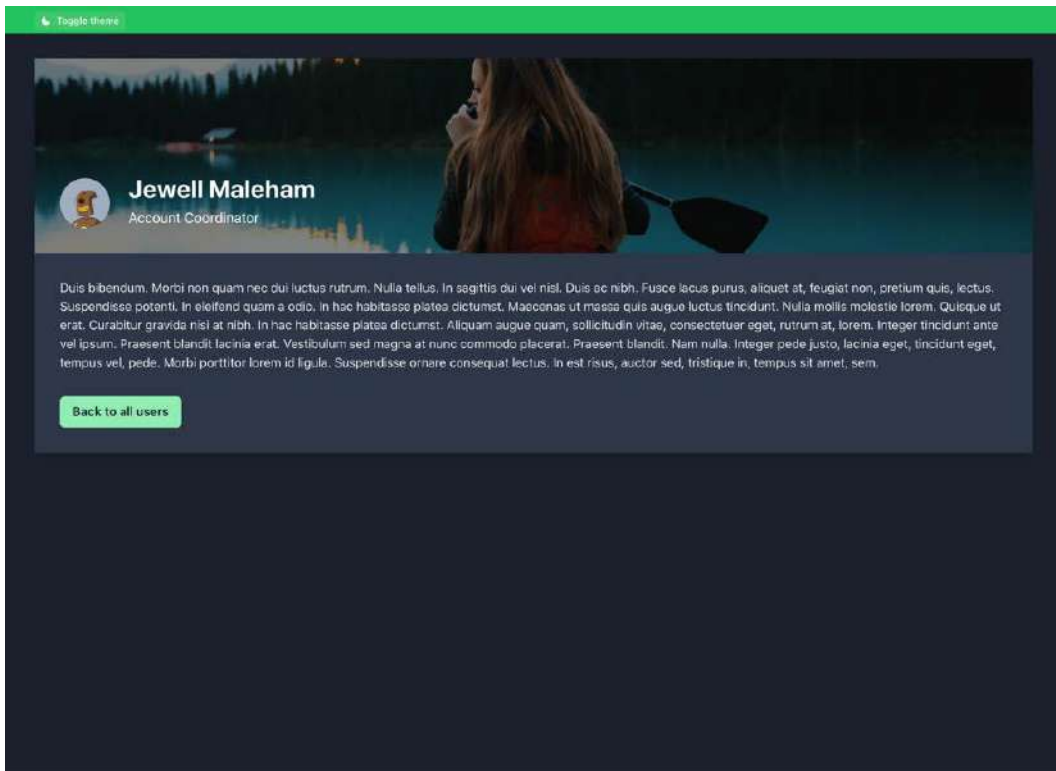 Toggle theme
Jewell Maleham
Account Coordinator
Duis bibendum. Morbi non quam nec dui luctus rutrum. Nulla tellus. In sagittis dui vel nisl. Duis ac nibh. Fusce lacus purus, aliquet at, feugiat non, pretium quis, lectus.
Suspendisse potenti. In eleifend quam a odio. In hac habitasse platea dictumst. Maecenas ut massa quis augue luctus tincidunt. Nulla mollis molestie lorem. Quisque ut
erat. Curabitur gravida nisi at nibh. In hac habitasse platea dictumst. Aliquam augue quam, sollicitudin vitae, consectetuer eget, rutrum at, lorem. Integer tincidunt ante
vel ipsum. Praesent blandit lacinia erat. Vestibulum sed magna at nunc commodo placerat. Praesent blandit. Nam nulla. Integer pede justo, lacinia eget, tincidunt eget,
tempus vel, pede. Morbi porttitor lorem id ligula. Suspendisse ornare consequat lectus. In est risus, auctor sed, tristique in, tempus sit amet, sem.
Back to all users